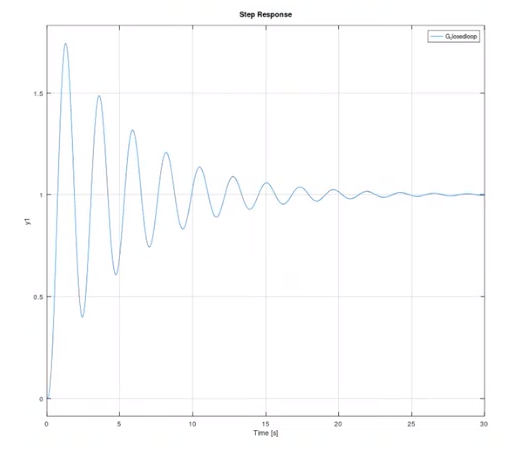 Step Response
G_closedloop
1.5
1
0.5
0
y1
0 5 10 15 20 25 30
Time [s]